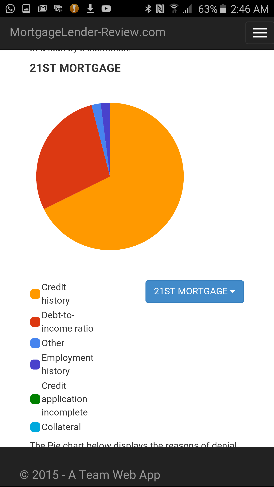 63% 2:46 AM
MortgageLender-Review.com
21ST MORTGAGE
21ST MORTGAGE
Credit
history
Debt-to-
income ratio
Other
Employment
history
Credit
application
incomplete
Collateral
The Pie chart below displays the reasons of denial
© 2015 - A Team Web App